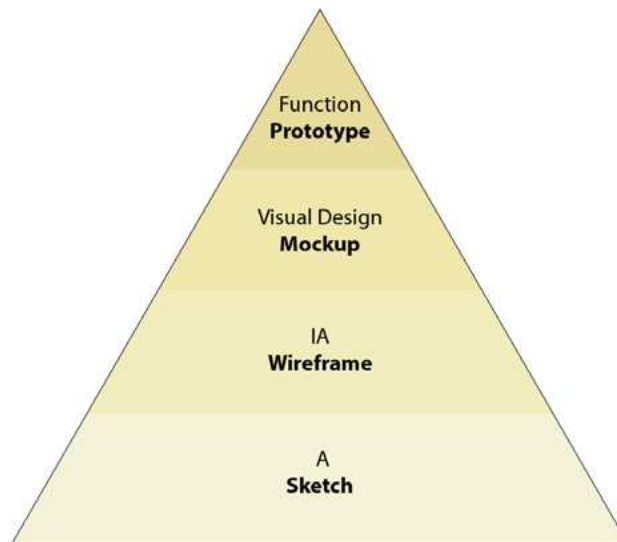 Function
Prototype
Visual Design
Mockup
IA
Wireframe
A
Sketch